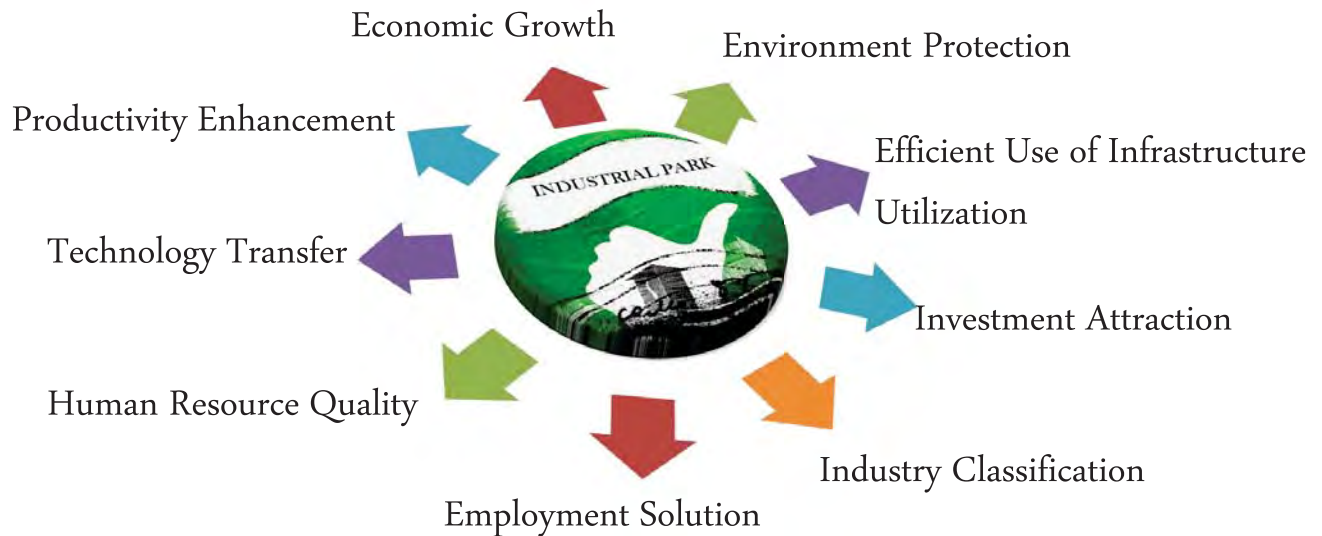 Economic Growth
Environment Protection
Productivity Enhancement
Efficient Use of Infrastructure
Utilization
INDUSTRIAL PARK
Technology Transfer
Investment Attraction
Human Resource Quality
Industry Classification
Employment Solution